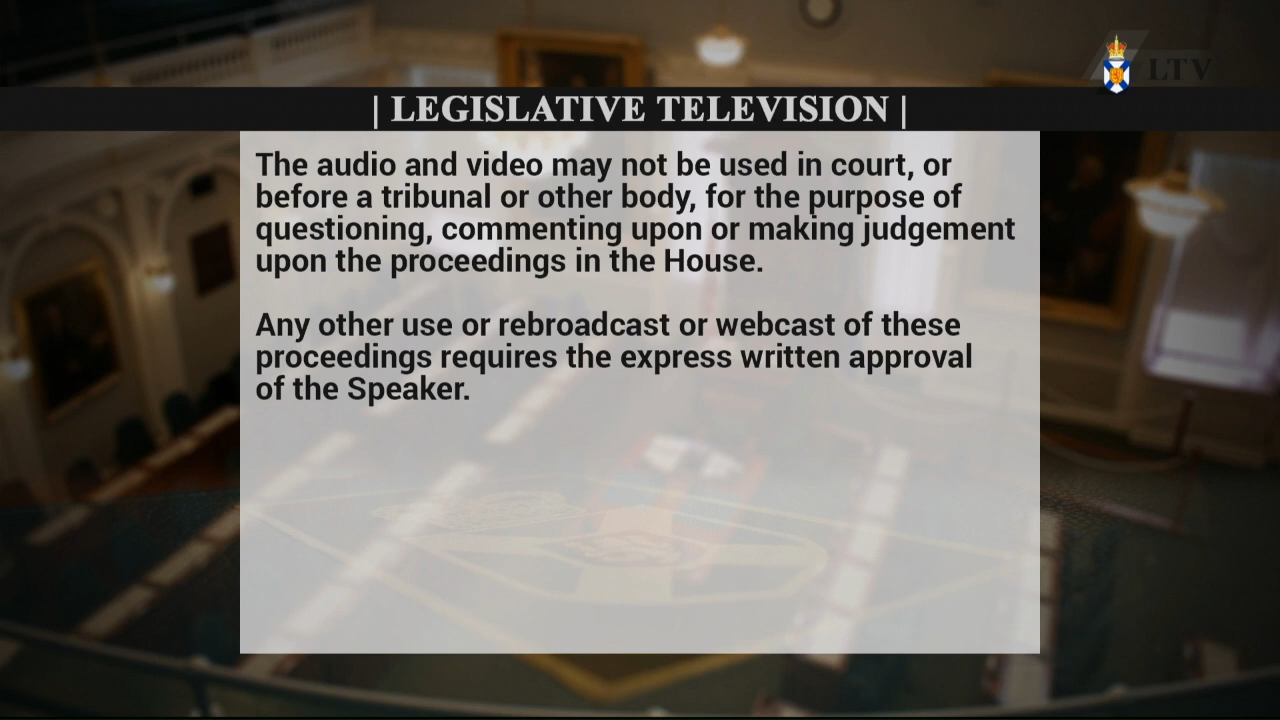 LTV
| LEGISLATIVE TELEVISION |
The audio and video may not be used in court, or
before a tribunal or other body, for the purpose of
questioning, commenting upon or making judgement
upon the proceedings in the House.
Any other use or rebroadcast or webcast of these
proceedings requires the express written approval
of the Speaker.